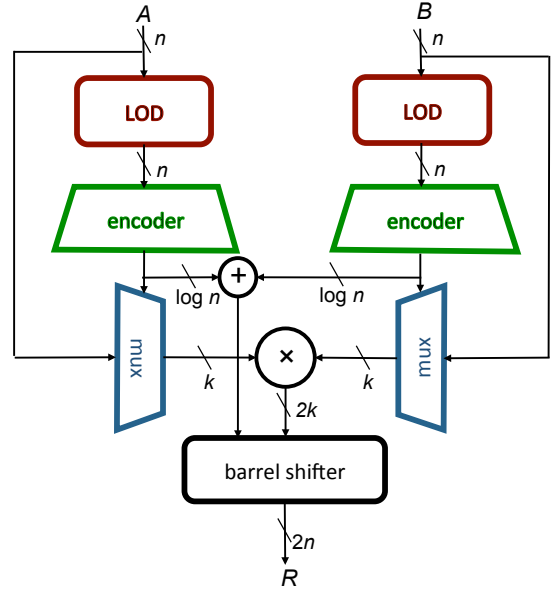 A B
n n
LOD LOD
n n
encoder encoder
+
log n log n
mux × mux
k k
2k
barrel shifter
2n
R